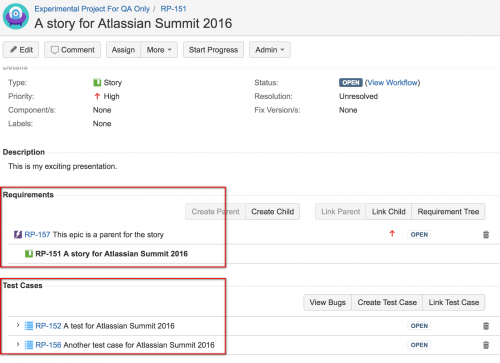 Experimental Project For QA Only / RP-151
A story for Atlassian Summit 2016
Edit Comment Assign More Start Progress Admin
Details
Type: Story Status: OPEN (View Workflow)
Priority: High Resolution: Unresolved
Component/s: None Fix Version/s: None
Labels: None
Description
This is my exciting presentation.
Requirements
Create Parent Create Child Link Parent Link Child Requirement Tree
RP-157 This epic is a parent for the story OPEN
RP-151 A story for Atlassian Summit 2016
Test Cases
View Bugs Create Test Case Link Test Case
RP-152 A test for Atlassian Summit 2016 OPEN
RP-156 Another test case for Atlassian Summit 2016 OPEN